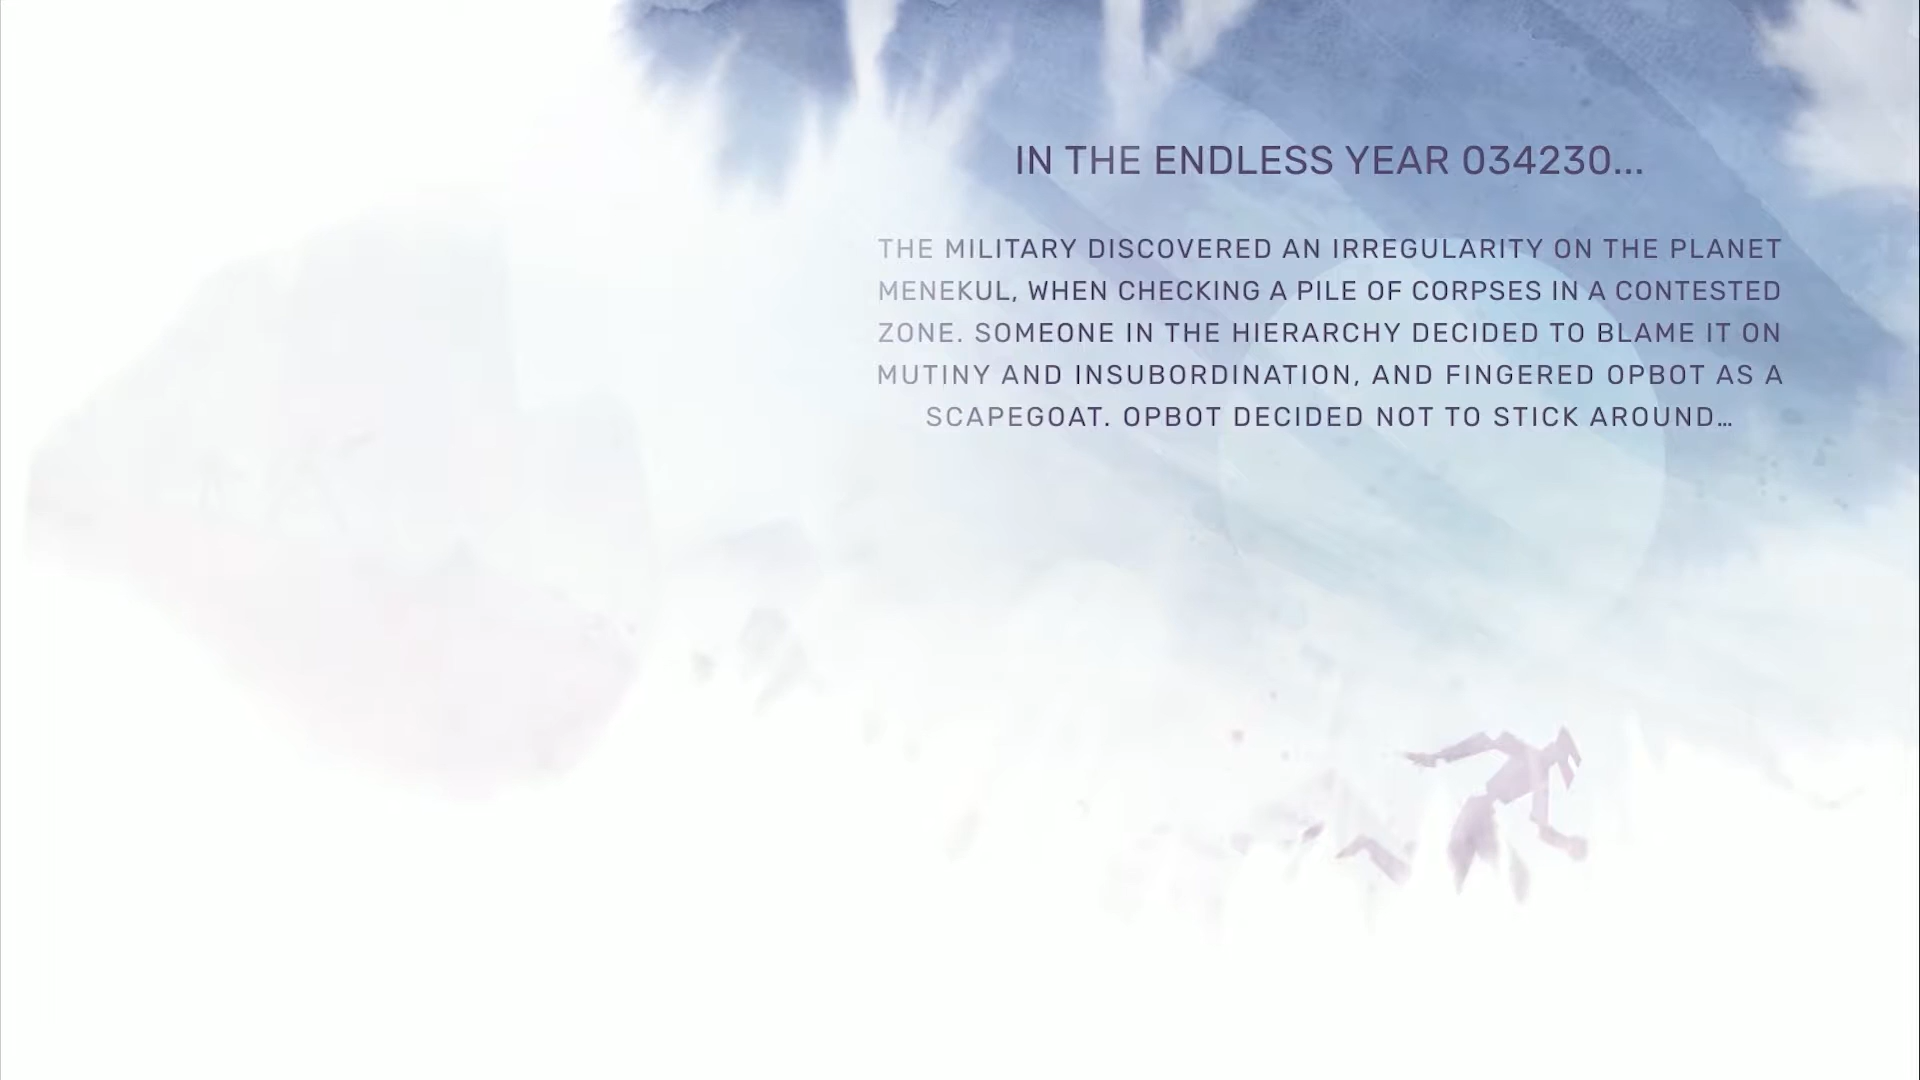 IN THE ENDLESS YEAR 034230...
THE MILITARY DISCOVERED AN IRREGULARITY ON THE PLANET
MENEKUL, WHEN CHECKING A PILE OF CORPSES IN A CONTESTED
ZONE. SOMEONE IN THE HIERARCHY DECIDED TO BLAME IT ON
MUTINY AND INSUBORDINATION, AND FINGERED OPBOT AS A
SCAPEGOAT. OPBOT DECIDED NOT TO STICK AROUND…